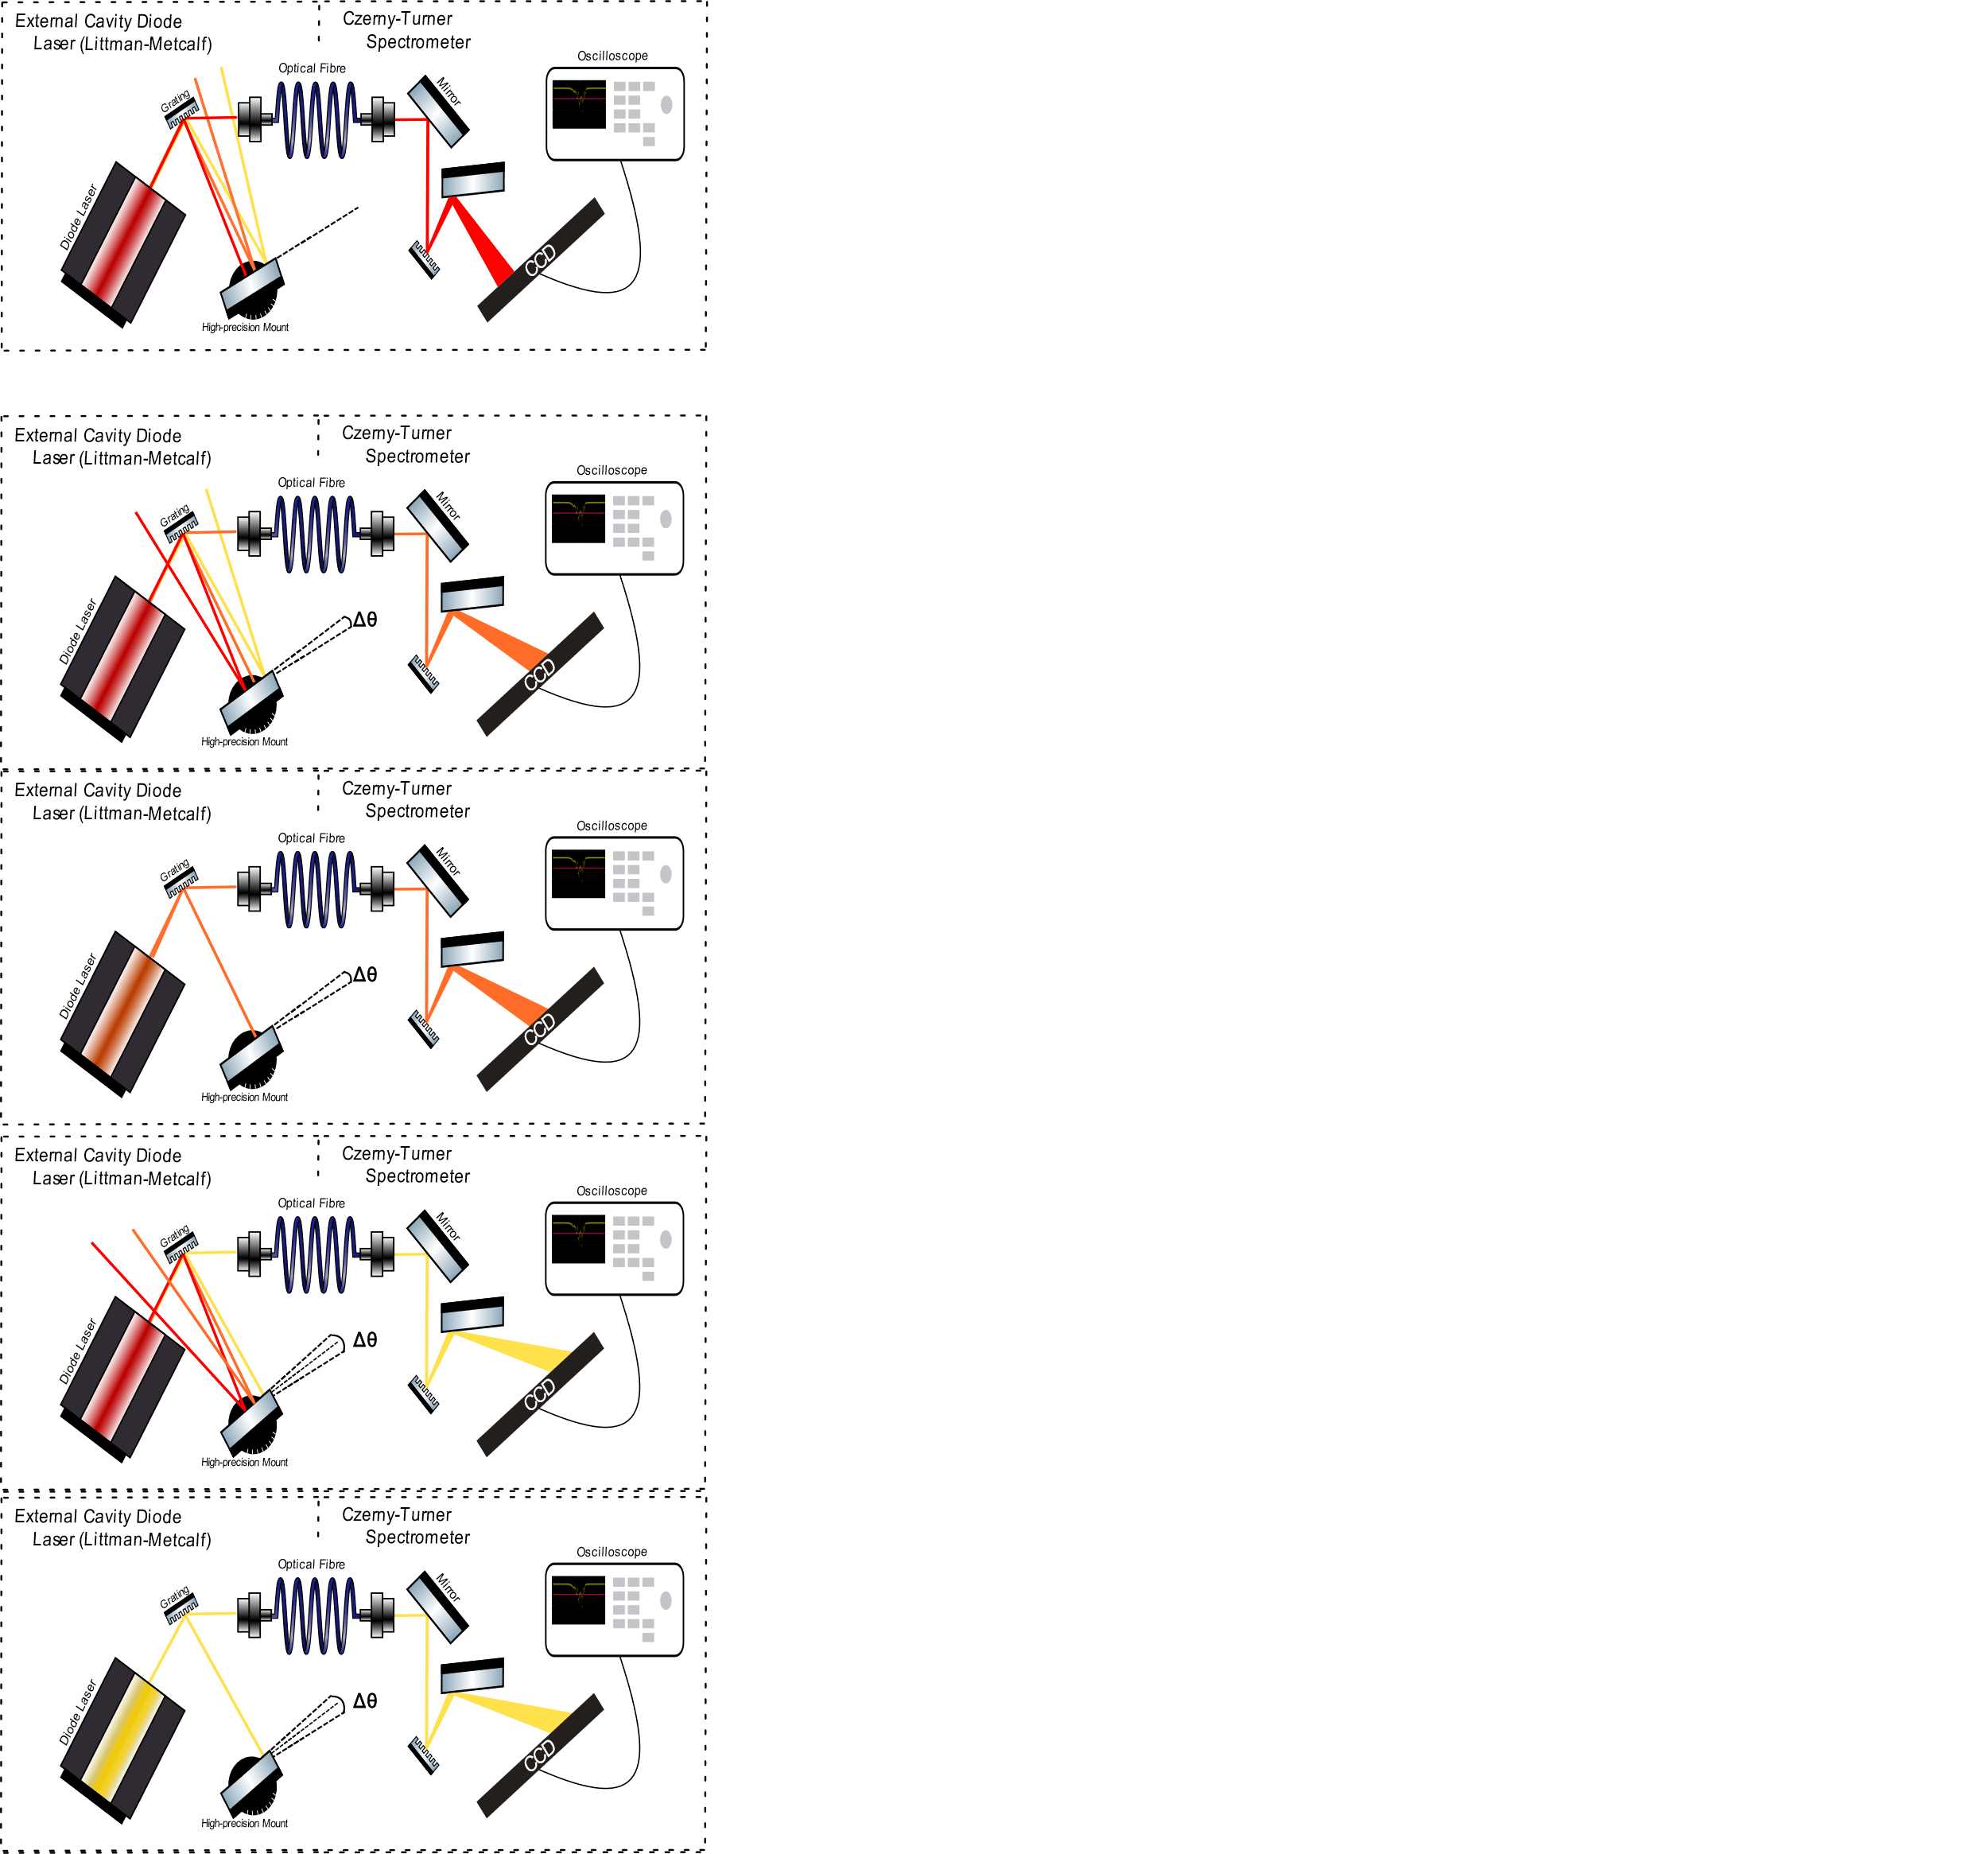 External Cavity Diode
Laser (Littman-Metcalf)
Czerny-Turner
Spectrometer
Oscilloscope
Optical Fibre
Mirror
Grating
Diode Laser
CCD
High-precision Mount
External Cavity Diode
Laser (Littman-Metcalf)
Czerny-Turner
Spectrometer
Oscilloscope
Optical Fibre
Mirror
Grating
Diode Laser
Δθ
CCD
High-precision Mount
External Cavity Diode
Laser (Littman-Metcalf)
Czerny-Turner
Spectrometer
Oscilloscope
Optical Fibre
Mirror
Grating
Diode Laser
Δθ
CCD
High-precision Mount
External Cavity Diode
Laser (Littman-Metcalf)
Czerny-Turner
Spectrometer
Oscilloscope
Optical Fibre
Mirror
Grating
Diode Laser
Δθ
CCD
High-precision Mount
External Cavity Diode
Laser (Littman-Metcalf)
Czerny-Turner
Spectrometer
Oscilloscope
Optical Fibre
Mirror
Grating
Diode Laser
Δθ
CCD
High-precision Mount